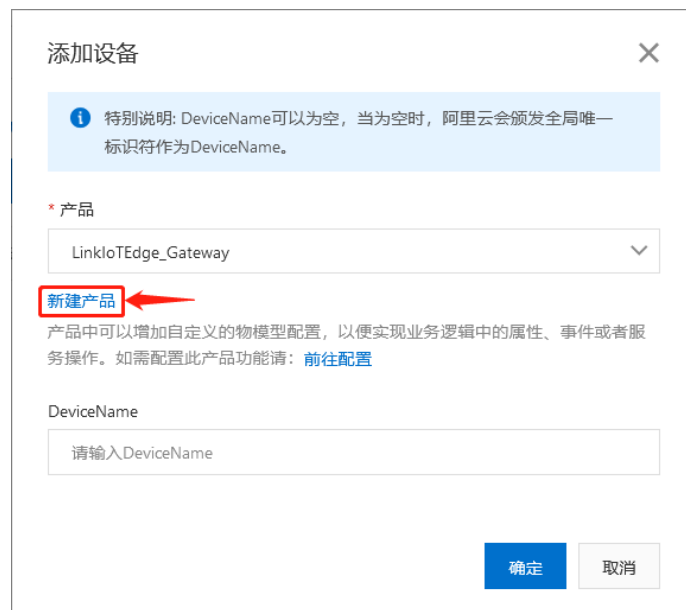 添加设备
特别说明: DeviceName可以为空，当为空时，阿里云会颁发全局唯一
标识符作为DeviceName。
* 产品
LinkIoTEdge_Gateway
新建产品
产品中可以增加自定义的物模型配置，以便实现业务逻辑中的属性、事件或者服
务操作。如需配置此产品功能请：前往配置
DeviceName
请输入DeviceName
确定 取消